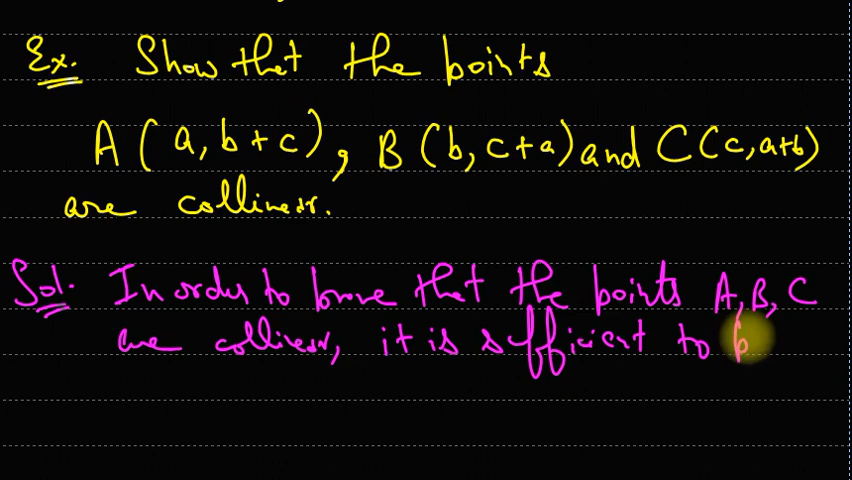 Ex. Show that the points
A(a, b+c), B(b, c+a) and C(c, a+b)
are collinear.
Sol. In order to prove that the points A, B, C
are collinear, it is sufficient to p